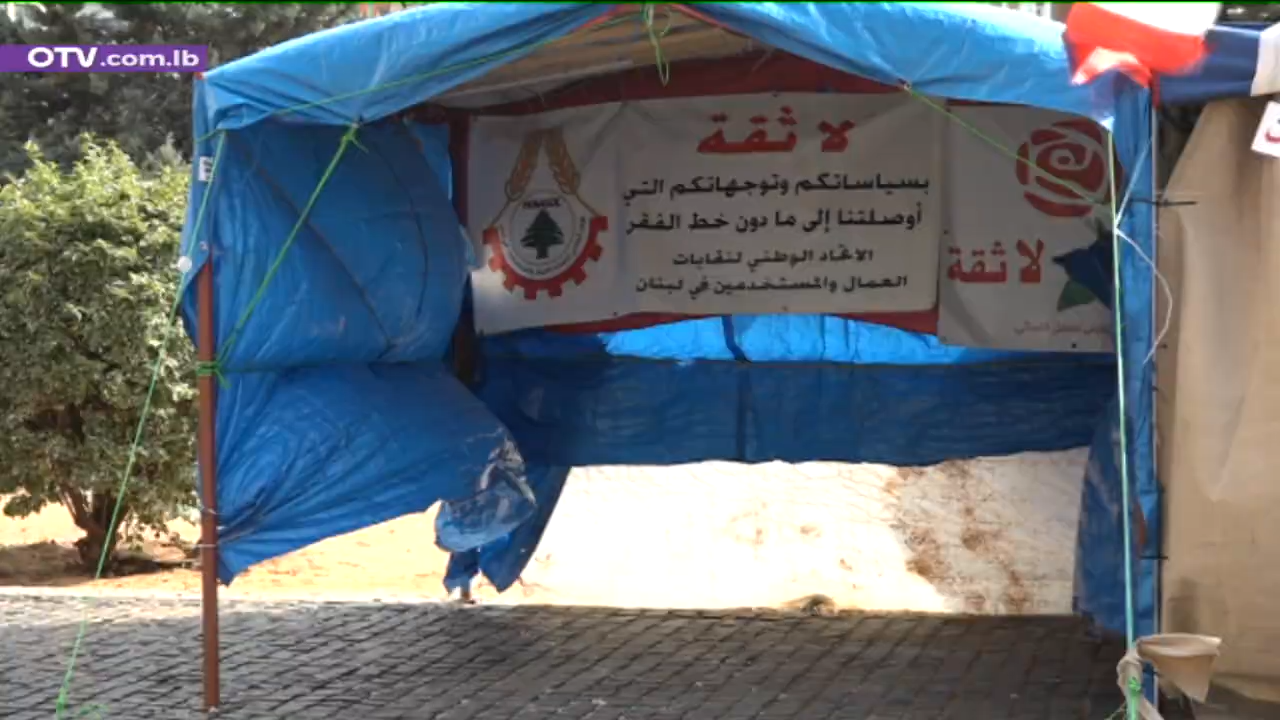 OTV.com.lb
لا ثقة
بسياساتكم وتوجهاتكم التي
أوصلتنا إلى ما دون خط الفقر
الاتحاد الوطني لنقابات
العمال والمستخدمين في لبنان
لا ثقة